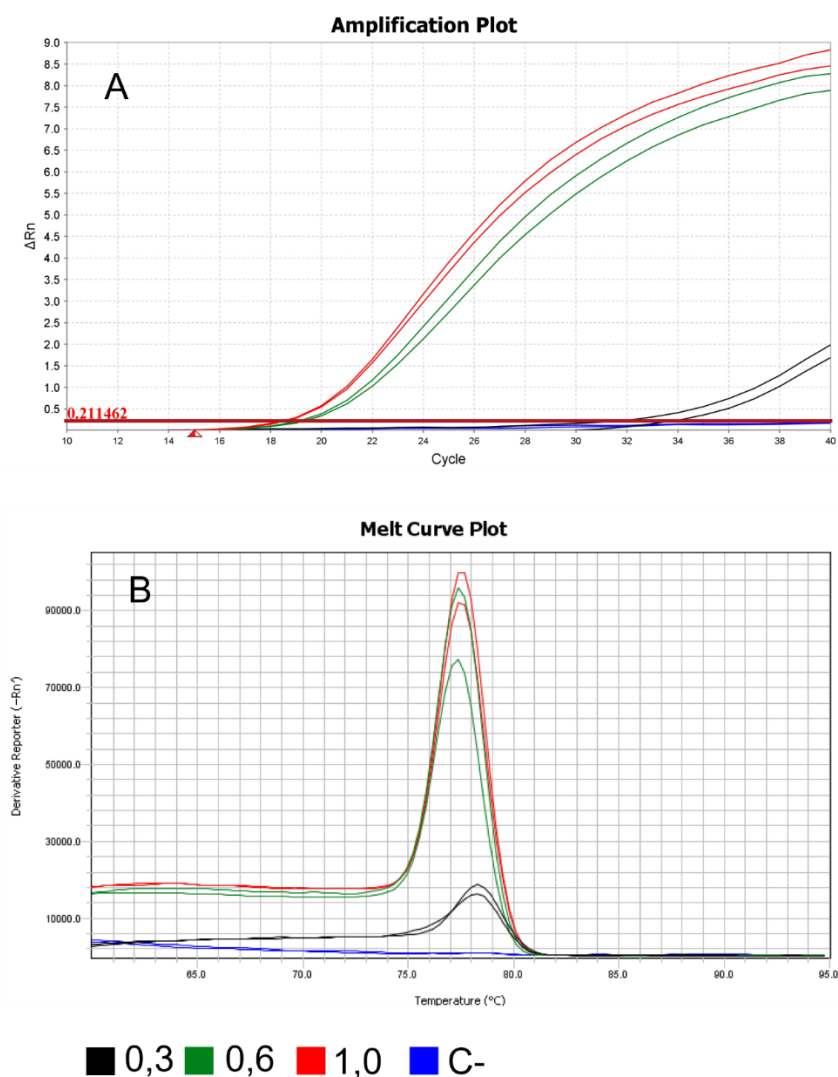 Amplification Plot
A
9.0
8.5
8.0
7.5
7.0
6.5
6.0
5.5
5.0
4.5
4.0
3.5
3.0
2.5
2.0
1.5
1.0
0.5
ΔRn
0.211462
10 12 14 16 18 20 22 24 26 28 30 32 34 36 38 40
Cycle
Melt Curve Plot
B
90000.0
70000.0
50000.0
30000.0
10000.0
Derivative Reporter (-Rn')
65.0 70.0 75.0 80.0 85.0 90.0 95.0
Temperature (°C)
0,3 0,6 1,0 C-